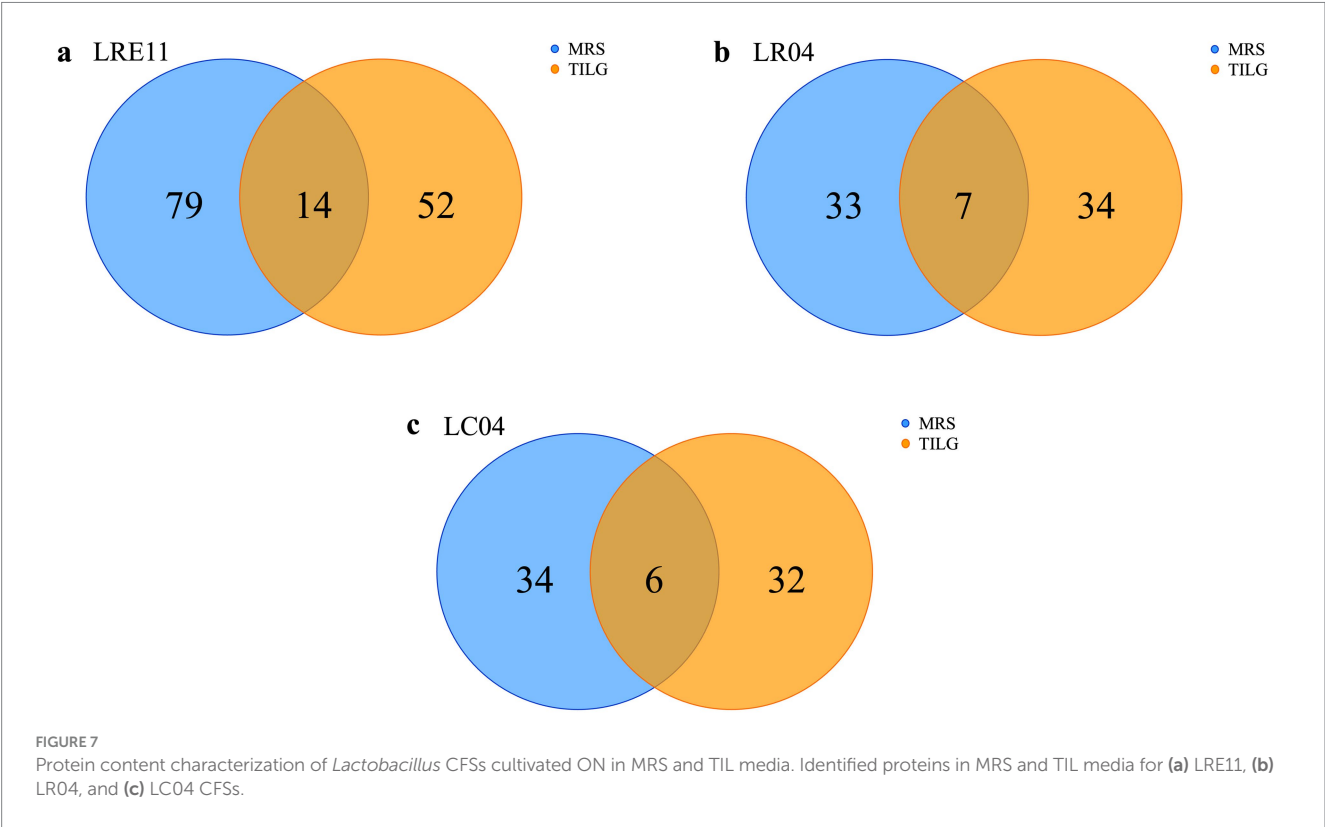 a LRE11
MRS
TILG
79
14
52
b LR04
MRS
TILG
33
7
34
c LC04
MRS
TILG
34
6
32
FIGURE 7
Protein content characterization of Lactobacillus CFSs cultivated ON in MRS and TIL media. Identified proteins in MRS and TIL media for (a) LRE11, (b)
LR04, and (c) LC04 CFSs.